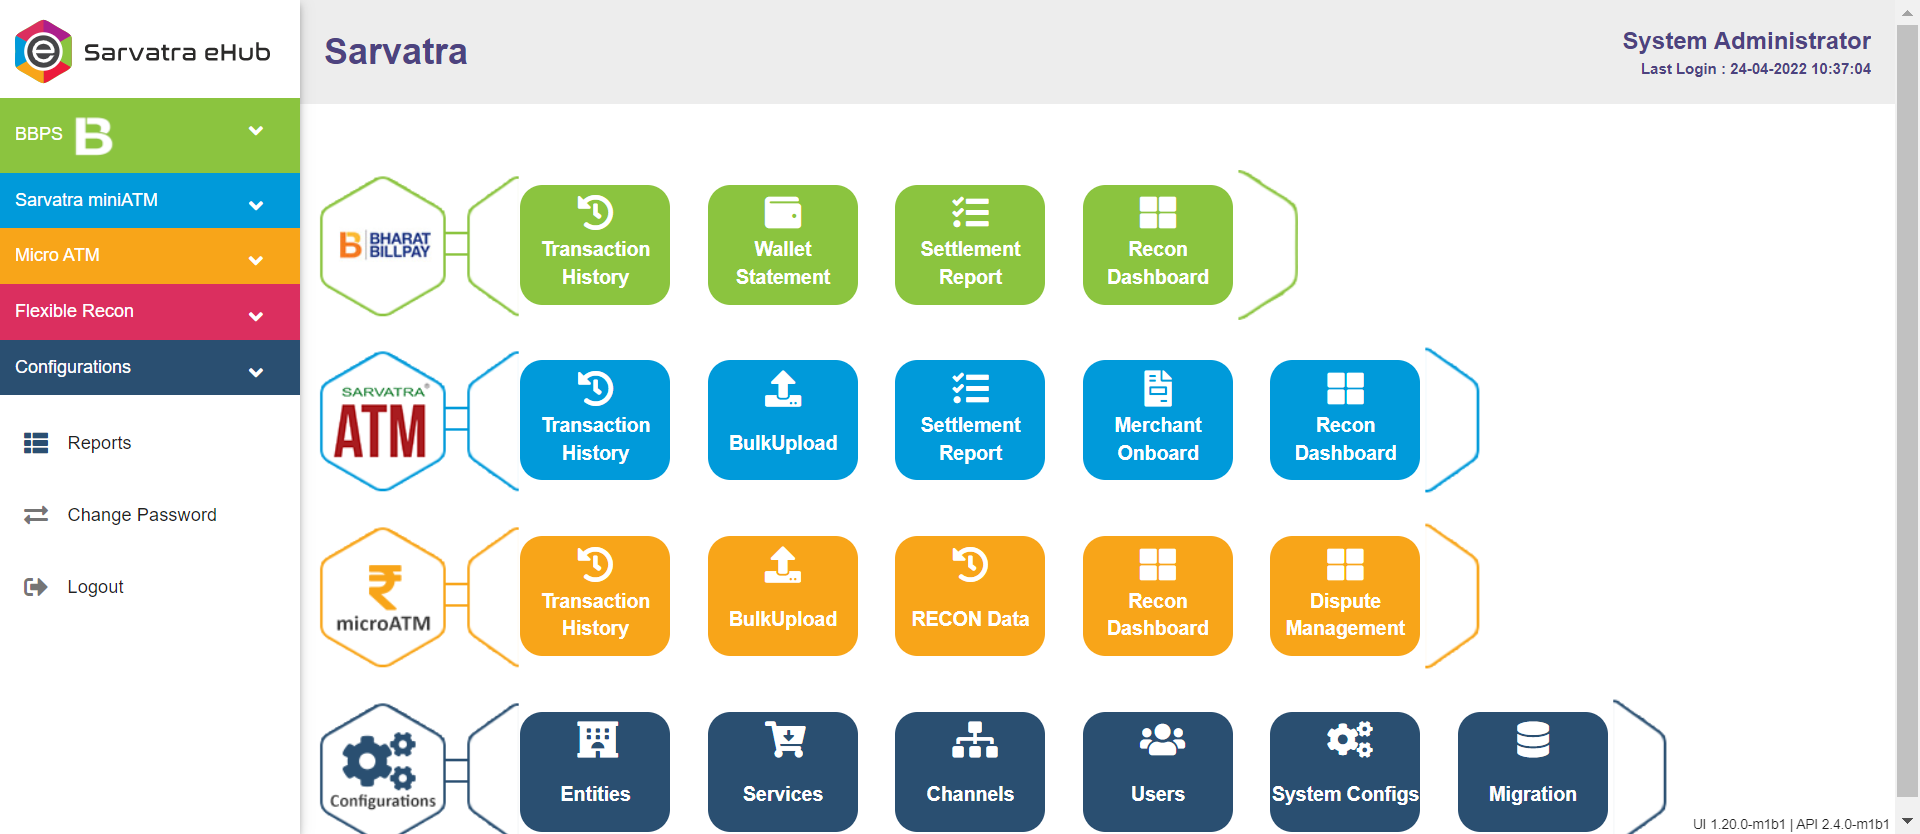 Sarvatra eHub
Sarvatra
System Administrator
Last Login : 24-04-2022 10:37:04
BBPS B
Sarvatra miniATM
Micro ATM
Flexible Recon
Configurations
Reports
Change Password
Logout
B BHARAT
BILLPAY
Transaction
History
Wallet
Statement
Settlement
Report
Recon
Dashboard
SARVATRA®
ATM
Transaction
History
BulkUpload
Settlement
Report
Merchant
Onboard
Recon
Dashboard
₹
microATM
Transaction
History
BulkUpload
RECON Data
Recon
Dashboard
Dispute
Management
Configurations
Entities
Services
Channels
Users
System Configs
Migration
UI 1.20.0-m1b1 | API 2.4.0-m1b1